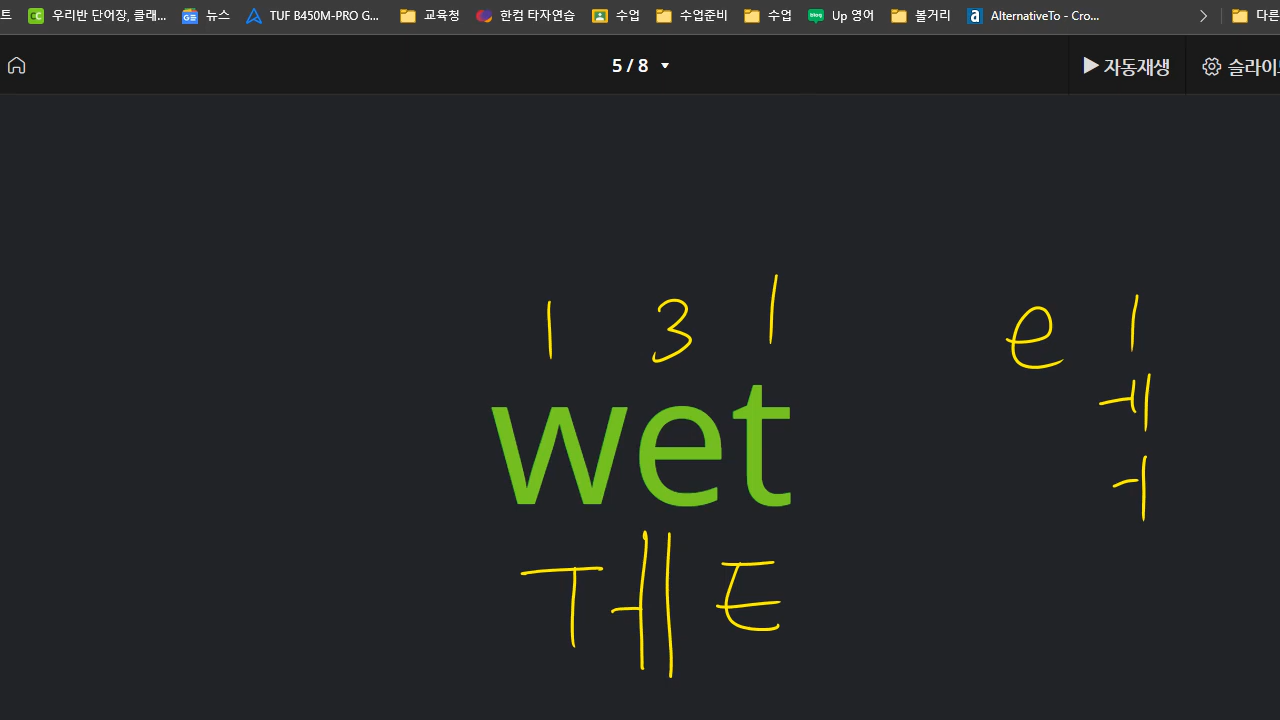 트 우리반 단어장, 클래... 뉴스 TUF B450M-PRO G... 교육청 한컴 타자연습 수업 수업준비 수업 Up 영어 볼거리 AlternativeTo - Cro... 다른
5 / 8 자동재생 슬라이드
1 3 1 e ㅣ
ㅔ
wet
ㅓ
ㅜ ㅔ ㅌ